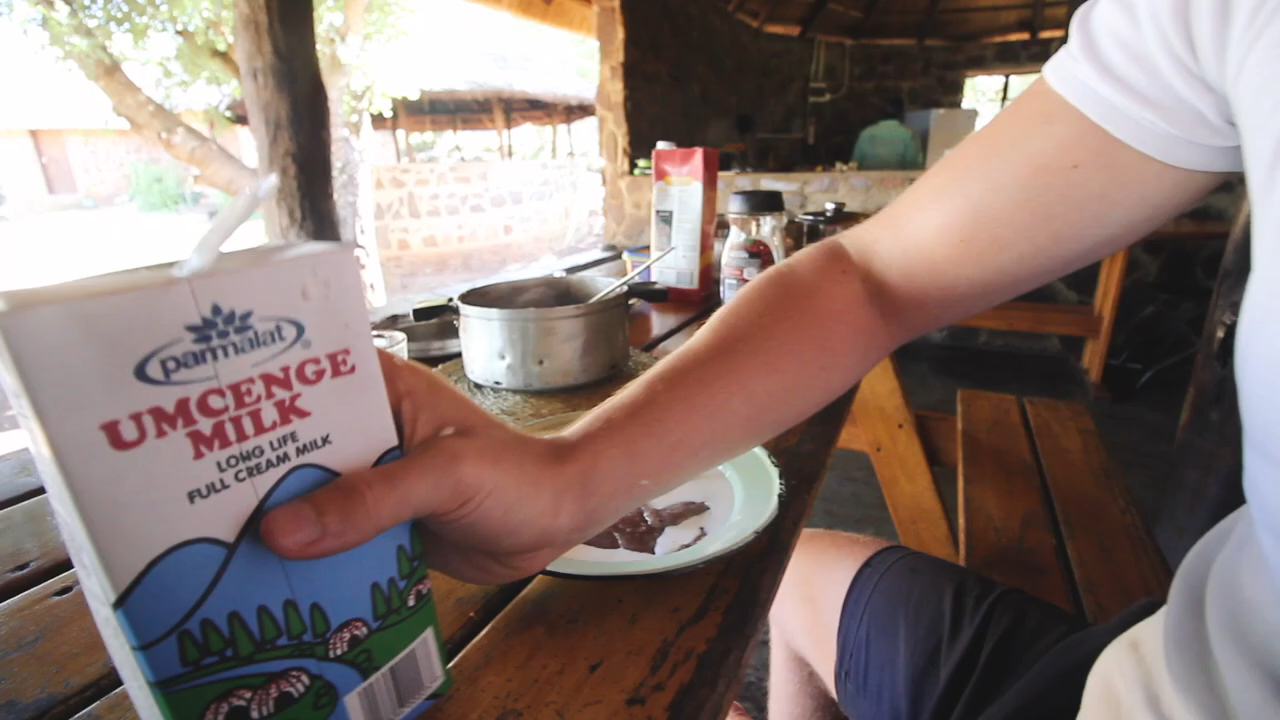 parmalat
UMCENGE
MILK
LONG LIFE
FULL CREAM MILK